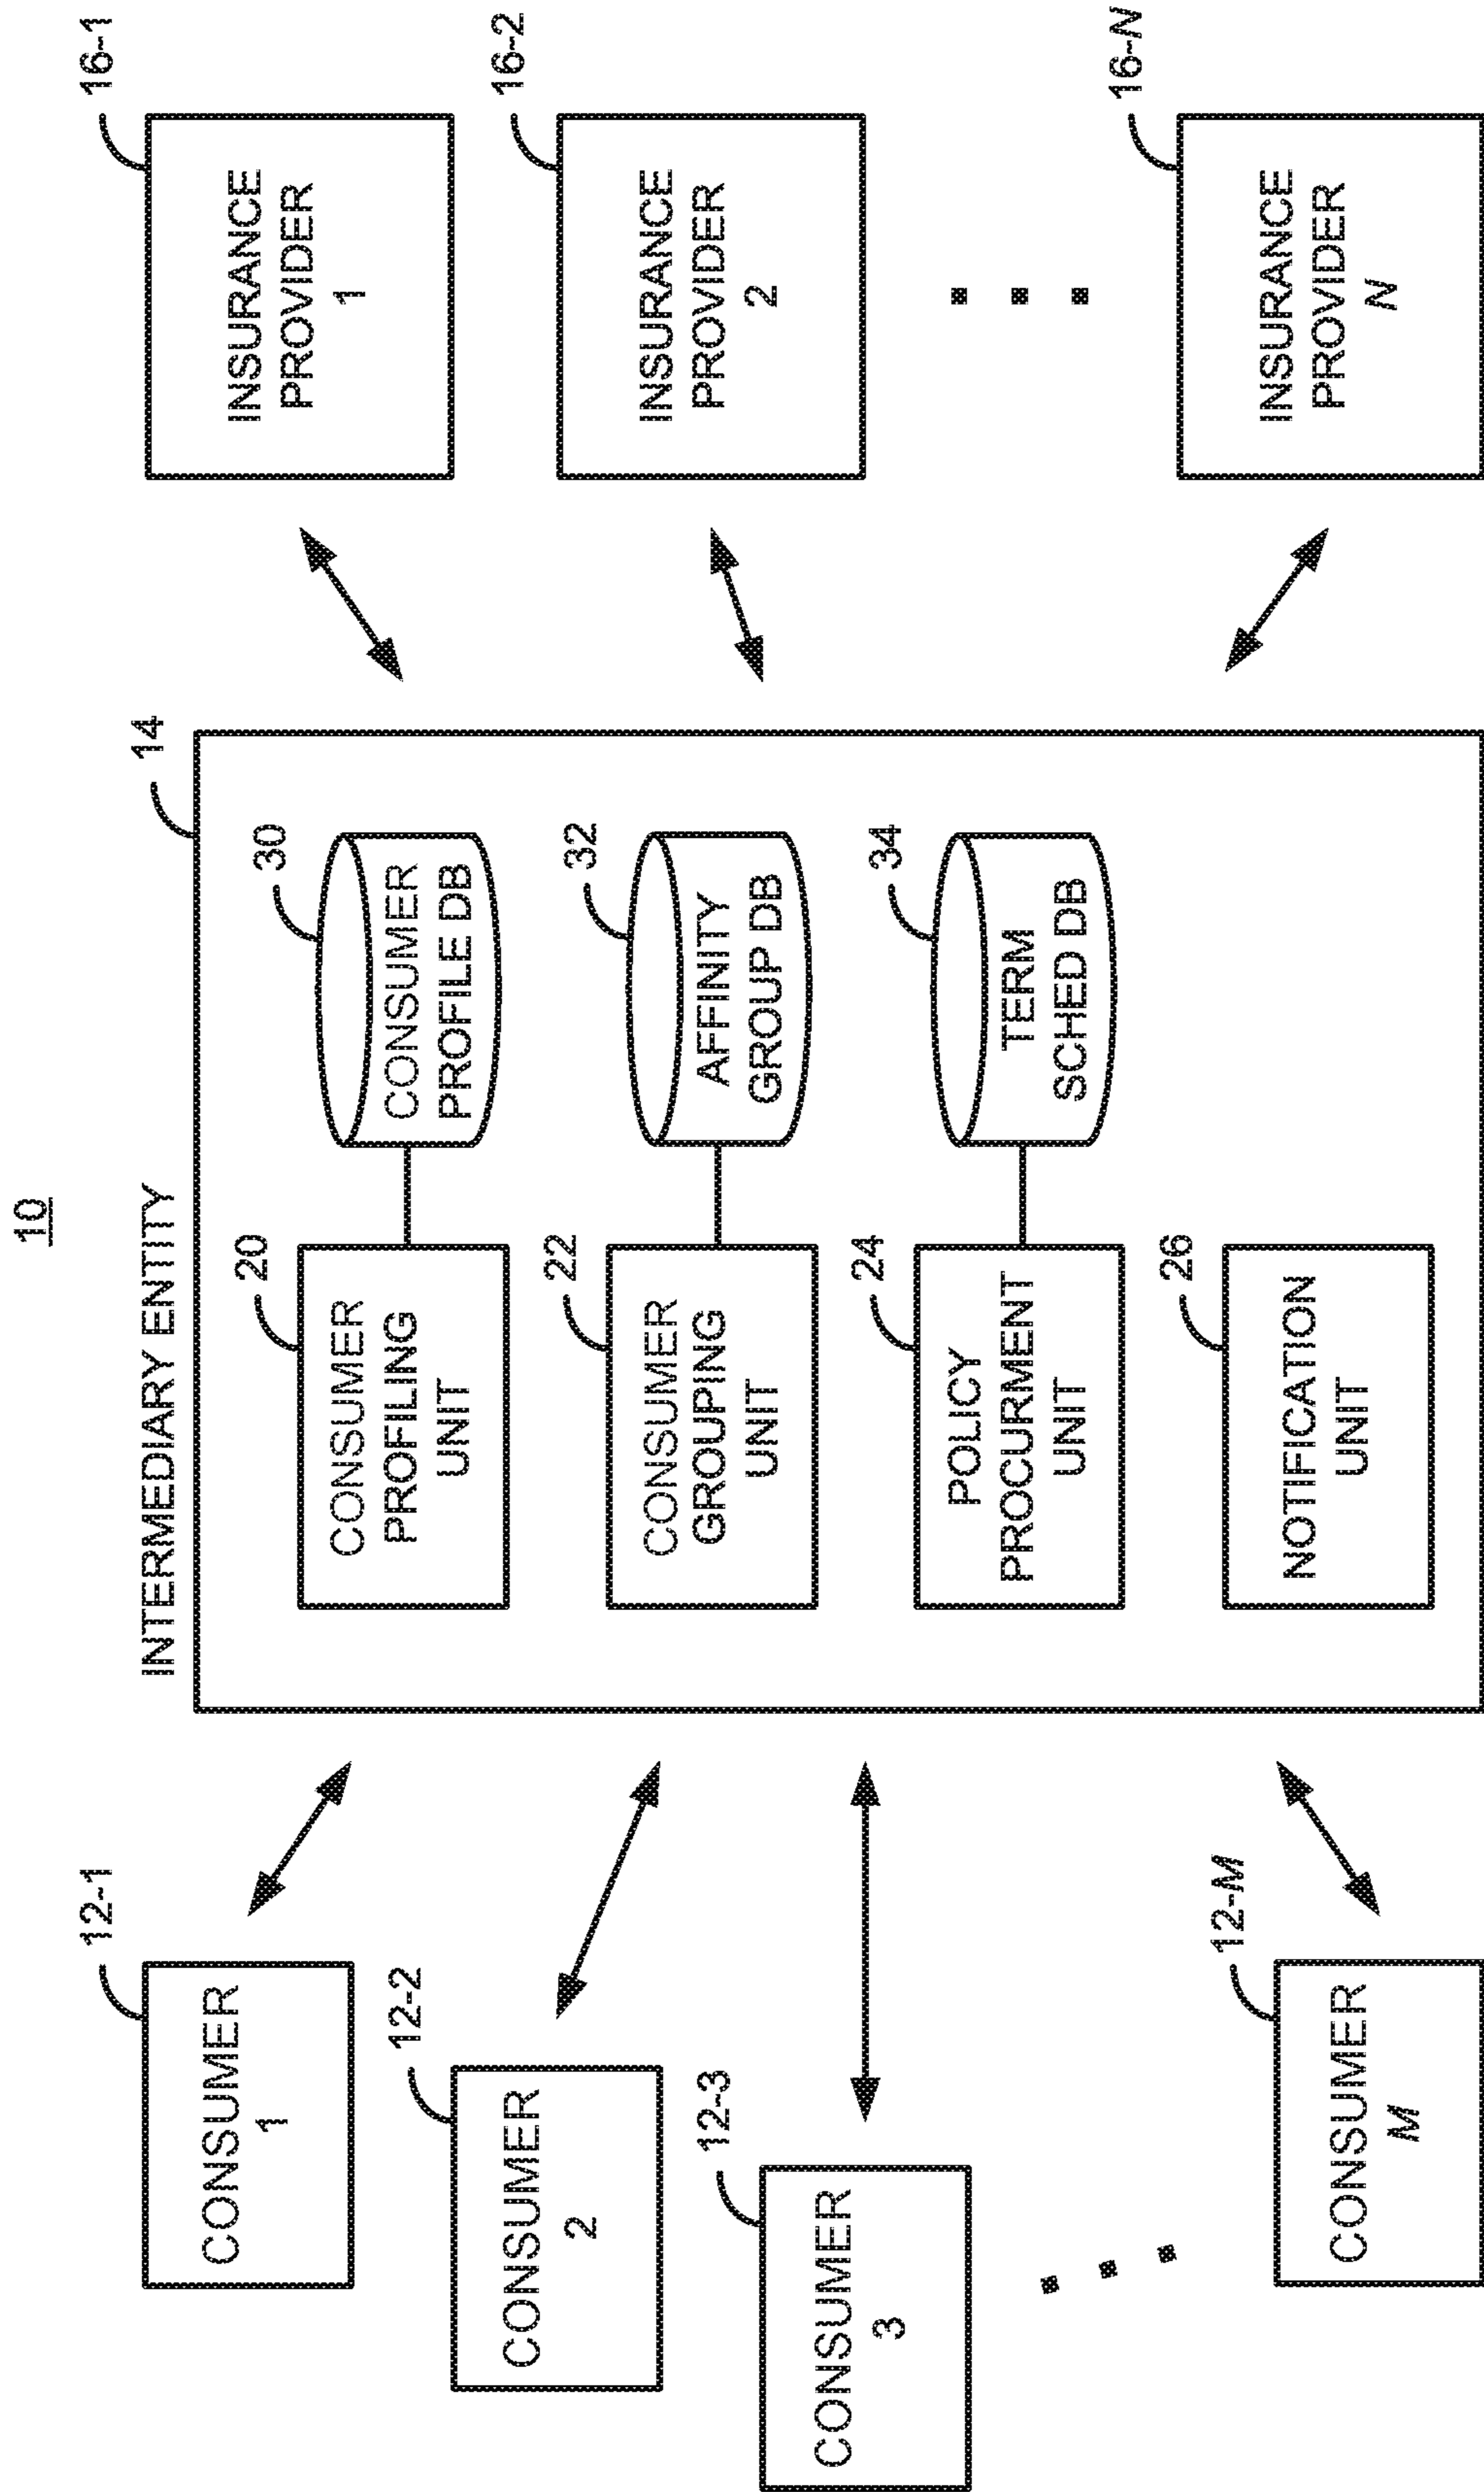 10
12-1
CONSUMER
1
12-2
CONSUMER
2
12-3
CONSUMER
3
12-M
CONSUMER
M
INTERMEDIARY ENTITY
14
20
CONSUMER
PROFILING
UNIT
30
CONSUMER
PROFILE DB
22
CONSUMER
GROUPING
UNIT
32
AFFINITY
GROUP DB
24
POLICY
PROCURMENT
UNIT
34
TERM
SCHED DB
26
NOTIFICATION
UNIT
16-1
INSURANCE
PROVIDER
1
16-2
INSURANCE
PROVIDER
2
16-N
INSURANCE
PROVIDER
N